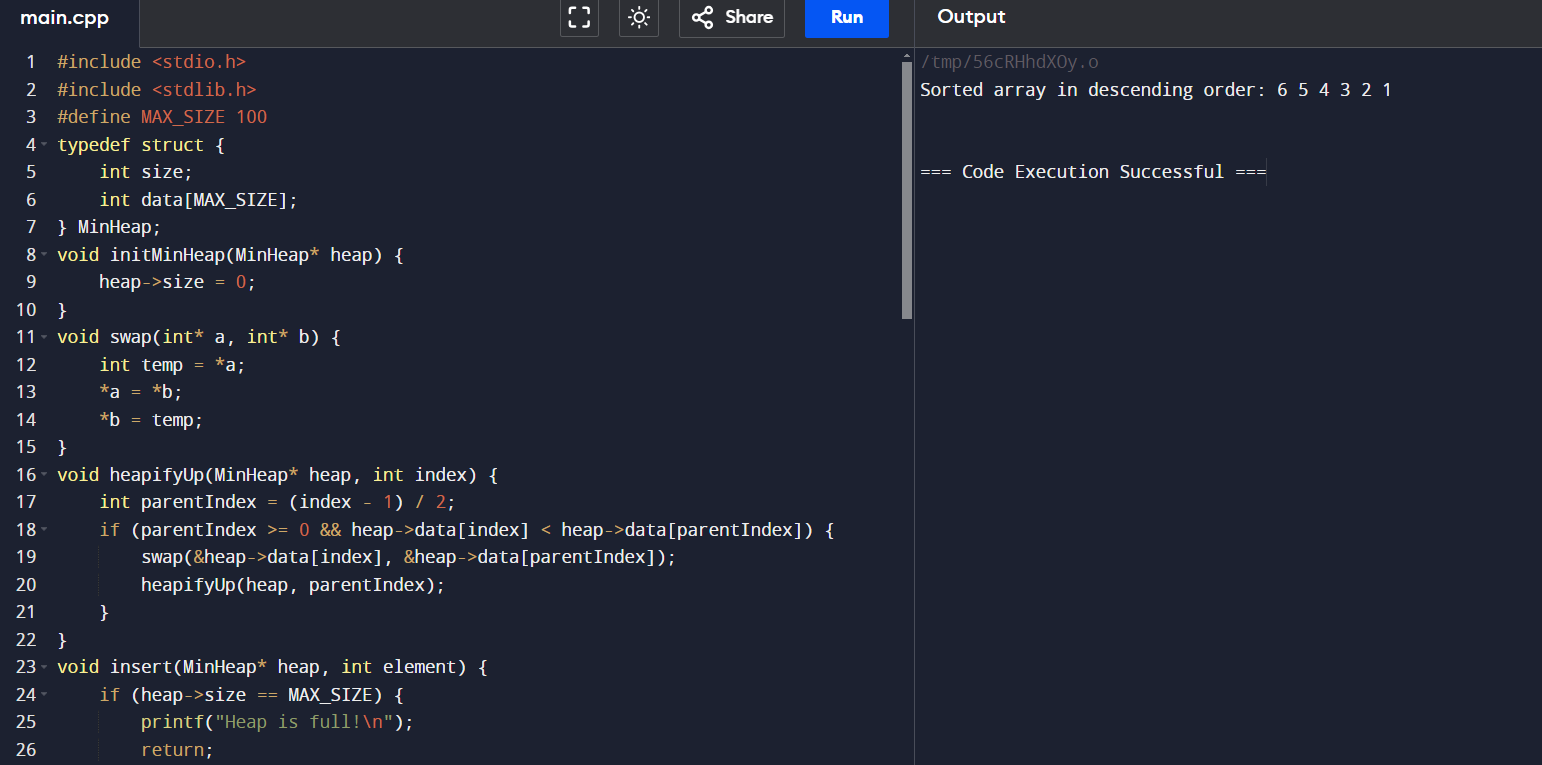 main.cpp
Share
Run
Output
1 #include <stdio.h>
2 #include <stdlib.h>
3 #define MAX_SIZE 100
4 typedef struct {
5     int size;
6     int data[MAX_SIZE];
7 } MinHeap;
8 void initMinHeap(MinHeap* heap) {
9     heap->size = 0;
10 }
11 void swap(int* a, int* b) {
12     int temp = *a;
13     *a = *b;
14     *b = temp;
15 }
16 void heapifyUp(MinHeap* heap, int index) {
17     int parentIndex = (index - 1) / 2;
18     if (parentIndex >= 0 && heap->data[index] < heap->data[parentIndex]) {
19         swap(&heap->data[index], &heap->data[parentIndex]);
20         heapifyUp(heap, parentIndex);
21     }
22 }
23 void insert(MinHeap* heap, int element) {
24     if (heap->size == MAX_SIZE) {
25         printf("Heap is full!\n");
26         return;
/tmp/56cRHhdXOy.o
Sorted array in descending order: 6 5 4 3 2 1
=== Code Execution Successful ===